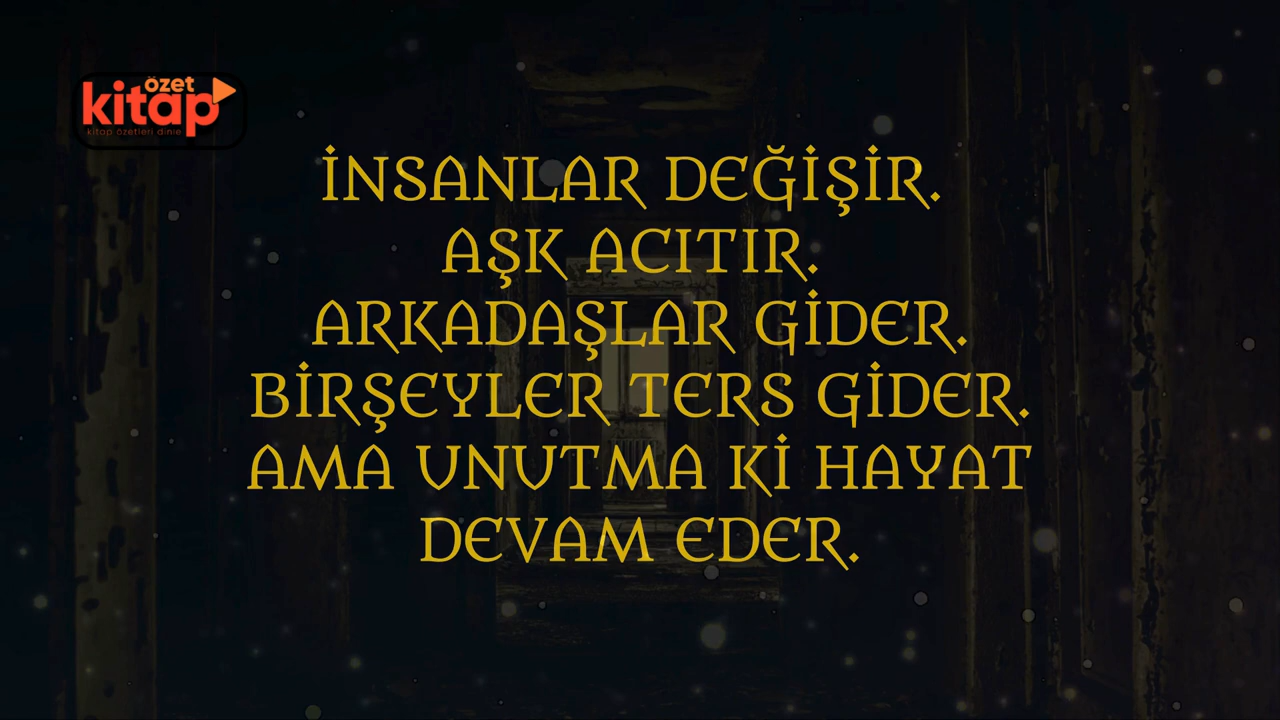 özet
kitap
kitap özetleri dinle
İNSANLAR DEĞİŞİR.
AŞK ACITIR.
ARKADAŞLAR GİDER.
BİRŞEYLER TERS GİDER.
AMA UNUTMA Kİ HAYAT
DEVAM EDER.